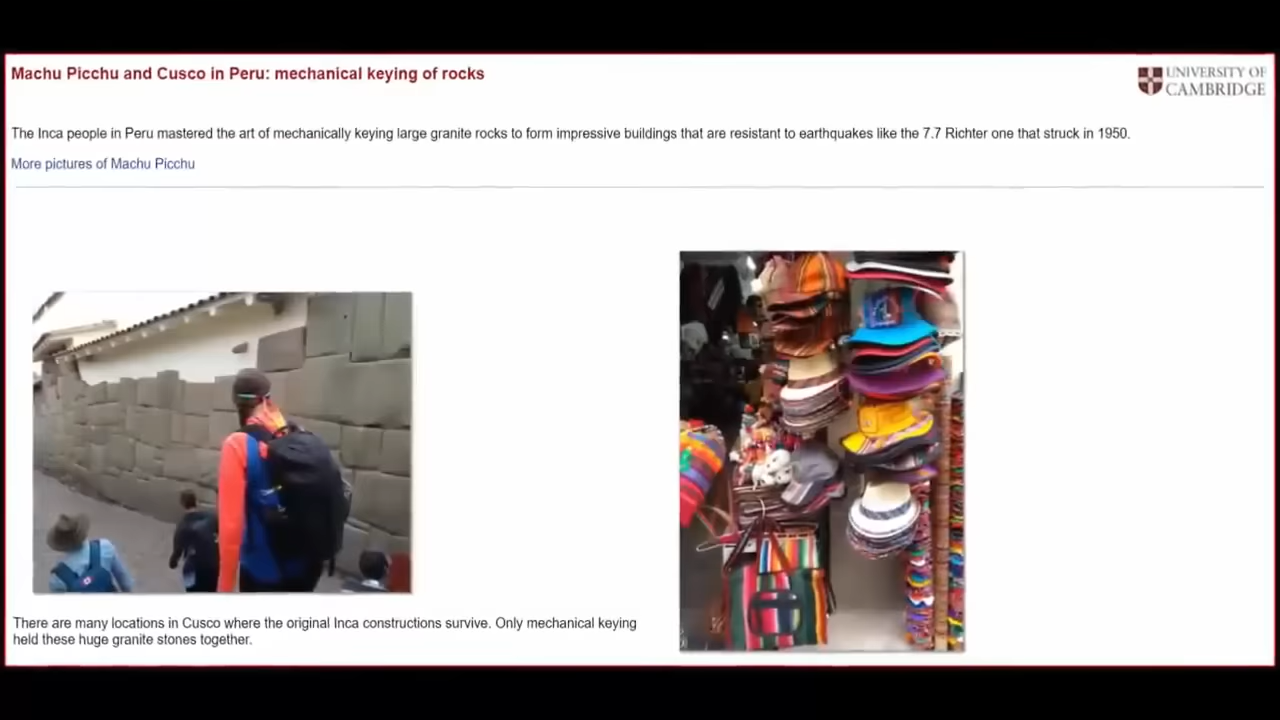 Machu Picchu and Cusco in Peru: mechanical keying of rocks
UNIVERSITY OF
CAMBRIDGE
The Inca people in Peru mastered the art of mechanically keying large granite rocks to form impressive buildings that are resistant to earthquakes like the 7.7 Richter one that struck in 1950.
More pictures of Machu Picchu
There are many locations in Cusco where the original Inca constructions survive. Only mechanical keying
held these huge granite stones together.